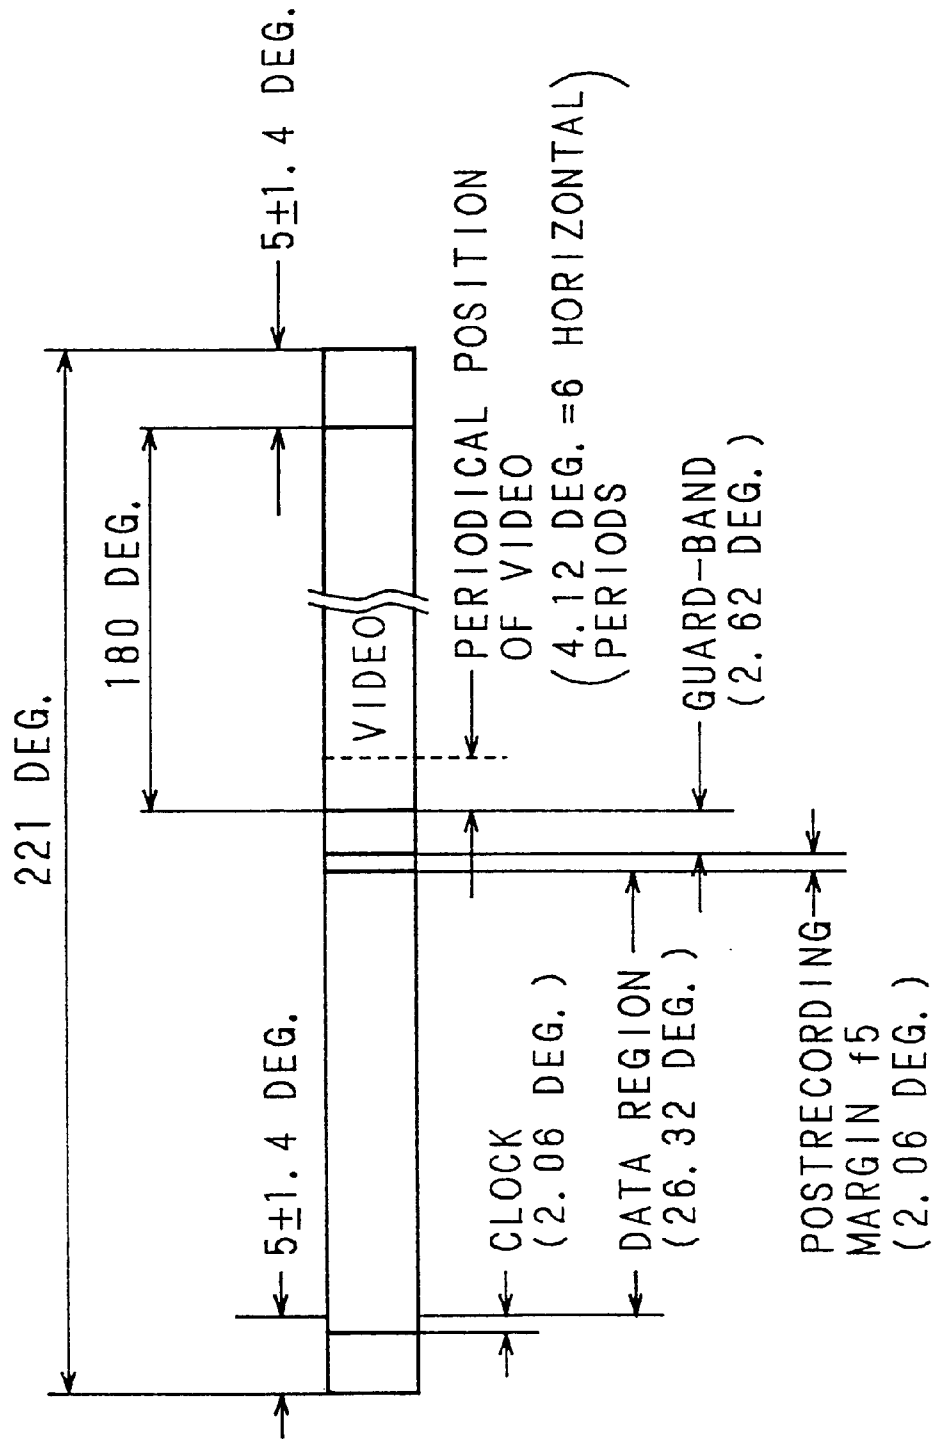 221 DEG.
180 DEG.
5±1.4 DEG.
5±1.4 DEG.
VIDEO
PERIODICAL POSITION
OF VIDEO
(4.12 DEG.=6 HORIZONTAL
PERIODS)
CLOCK
(2.06 DEG.)
DATA REGION
(26.32 DEG.)
GUARD-BAND
(2.62 DEG.)
POSTRECORDING
MARGIN f5
(2.06 DEG.)